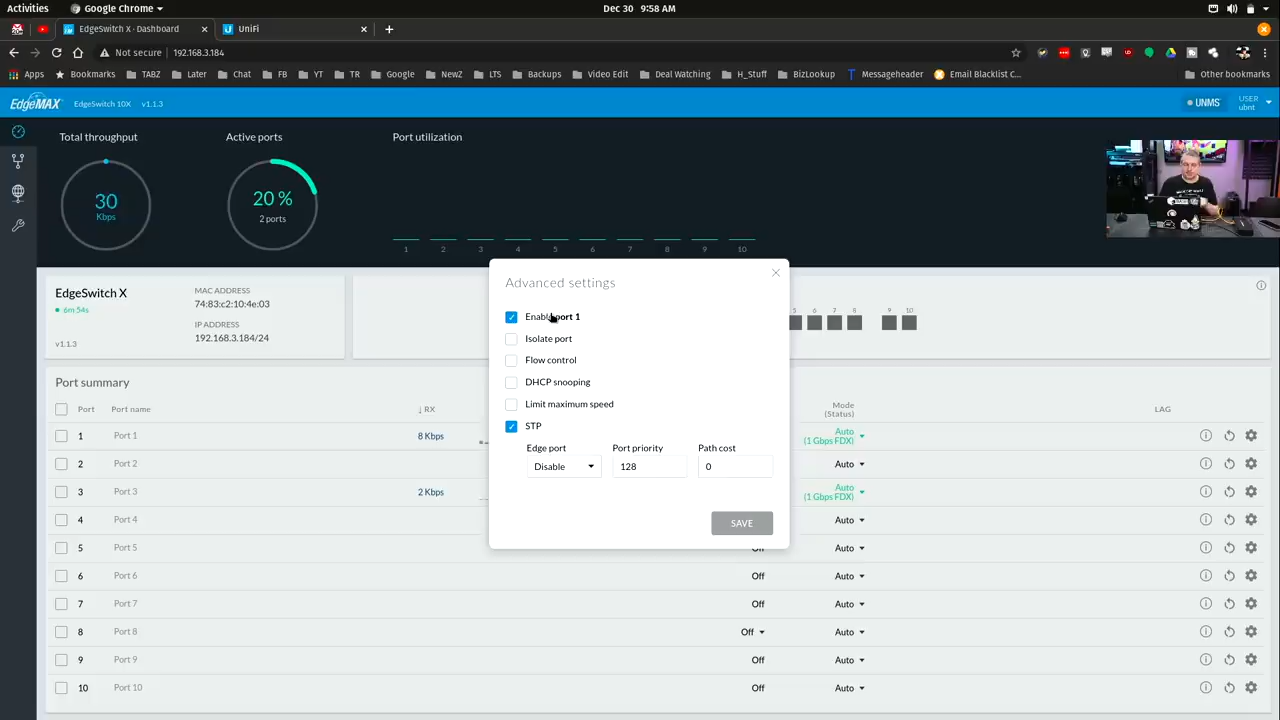 Activities
Google Chrome
Dec 30 9:58 AM
EdgeSwitch X - Dashboard
UniFi
Not secure
192.168.3.184
Apps
Bookmarks
TABZ
Later
Chat
FB
YT
TR
Google
NewZ
LTS
Backups
Video Edit
Deal Watching
H_Stuff
BizLookup
Messageheader
Email Blacklist C...
Other bookmarks
EdgeMAX
EdgeSwitch 10X
v1.1.3
UNMS
USER
ubnt
Total throughput
Active ports
Port utilization
30
Kbps
20 %
2 ports
1 2 3 4 5 6 7 8 9 10
EdgeSwitch X
6m 54s
v1.1.3
MAC ADDRESS
74:83:c2:10:4e:03
IP ADDRESS
192.168.3.184/24
5 6 7 8 9 10
Advanced settings
port 1
Isolate port
Flow control
DHCP snooping
Limit maximum speed
STP
Edge port
Port priority
Path cost
Disable
128
0
SAVE
Port summary
Port
Port name
↓ RX
Mode
(Status)
LAG
1 Port 1 8 Kbps Auto
(1 Gbps FDX)
2 Port 2 Auto
3 Port 3 2 Kbps Auto
(1 Gbps FDX)
4 Port 4 Auto
5 Port 5 Off Auto
6 Port 6 Off Auto
7 Port 7 Off Auto
8 Port 8 Off Auto
9 Port 9 Off Auto
10 Port 10 Off Auto